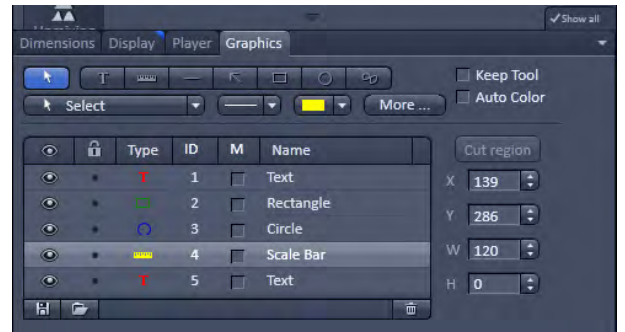 Show all
Dimensions Display Player Graphics
T Keep Tool
Select More ... Auto Color
Type ID M Name Cut region
T 1 Text X 139
2 Rectangle Y 286
3 Circle
4 Scale Bar W 120
T 5 Text H 0